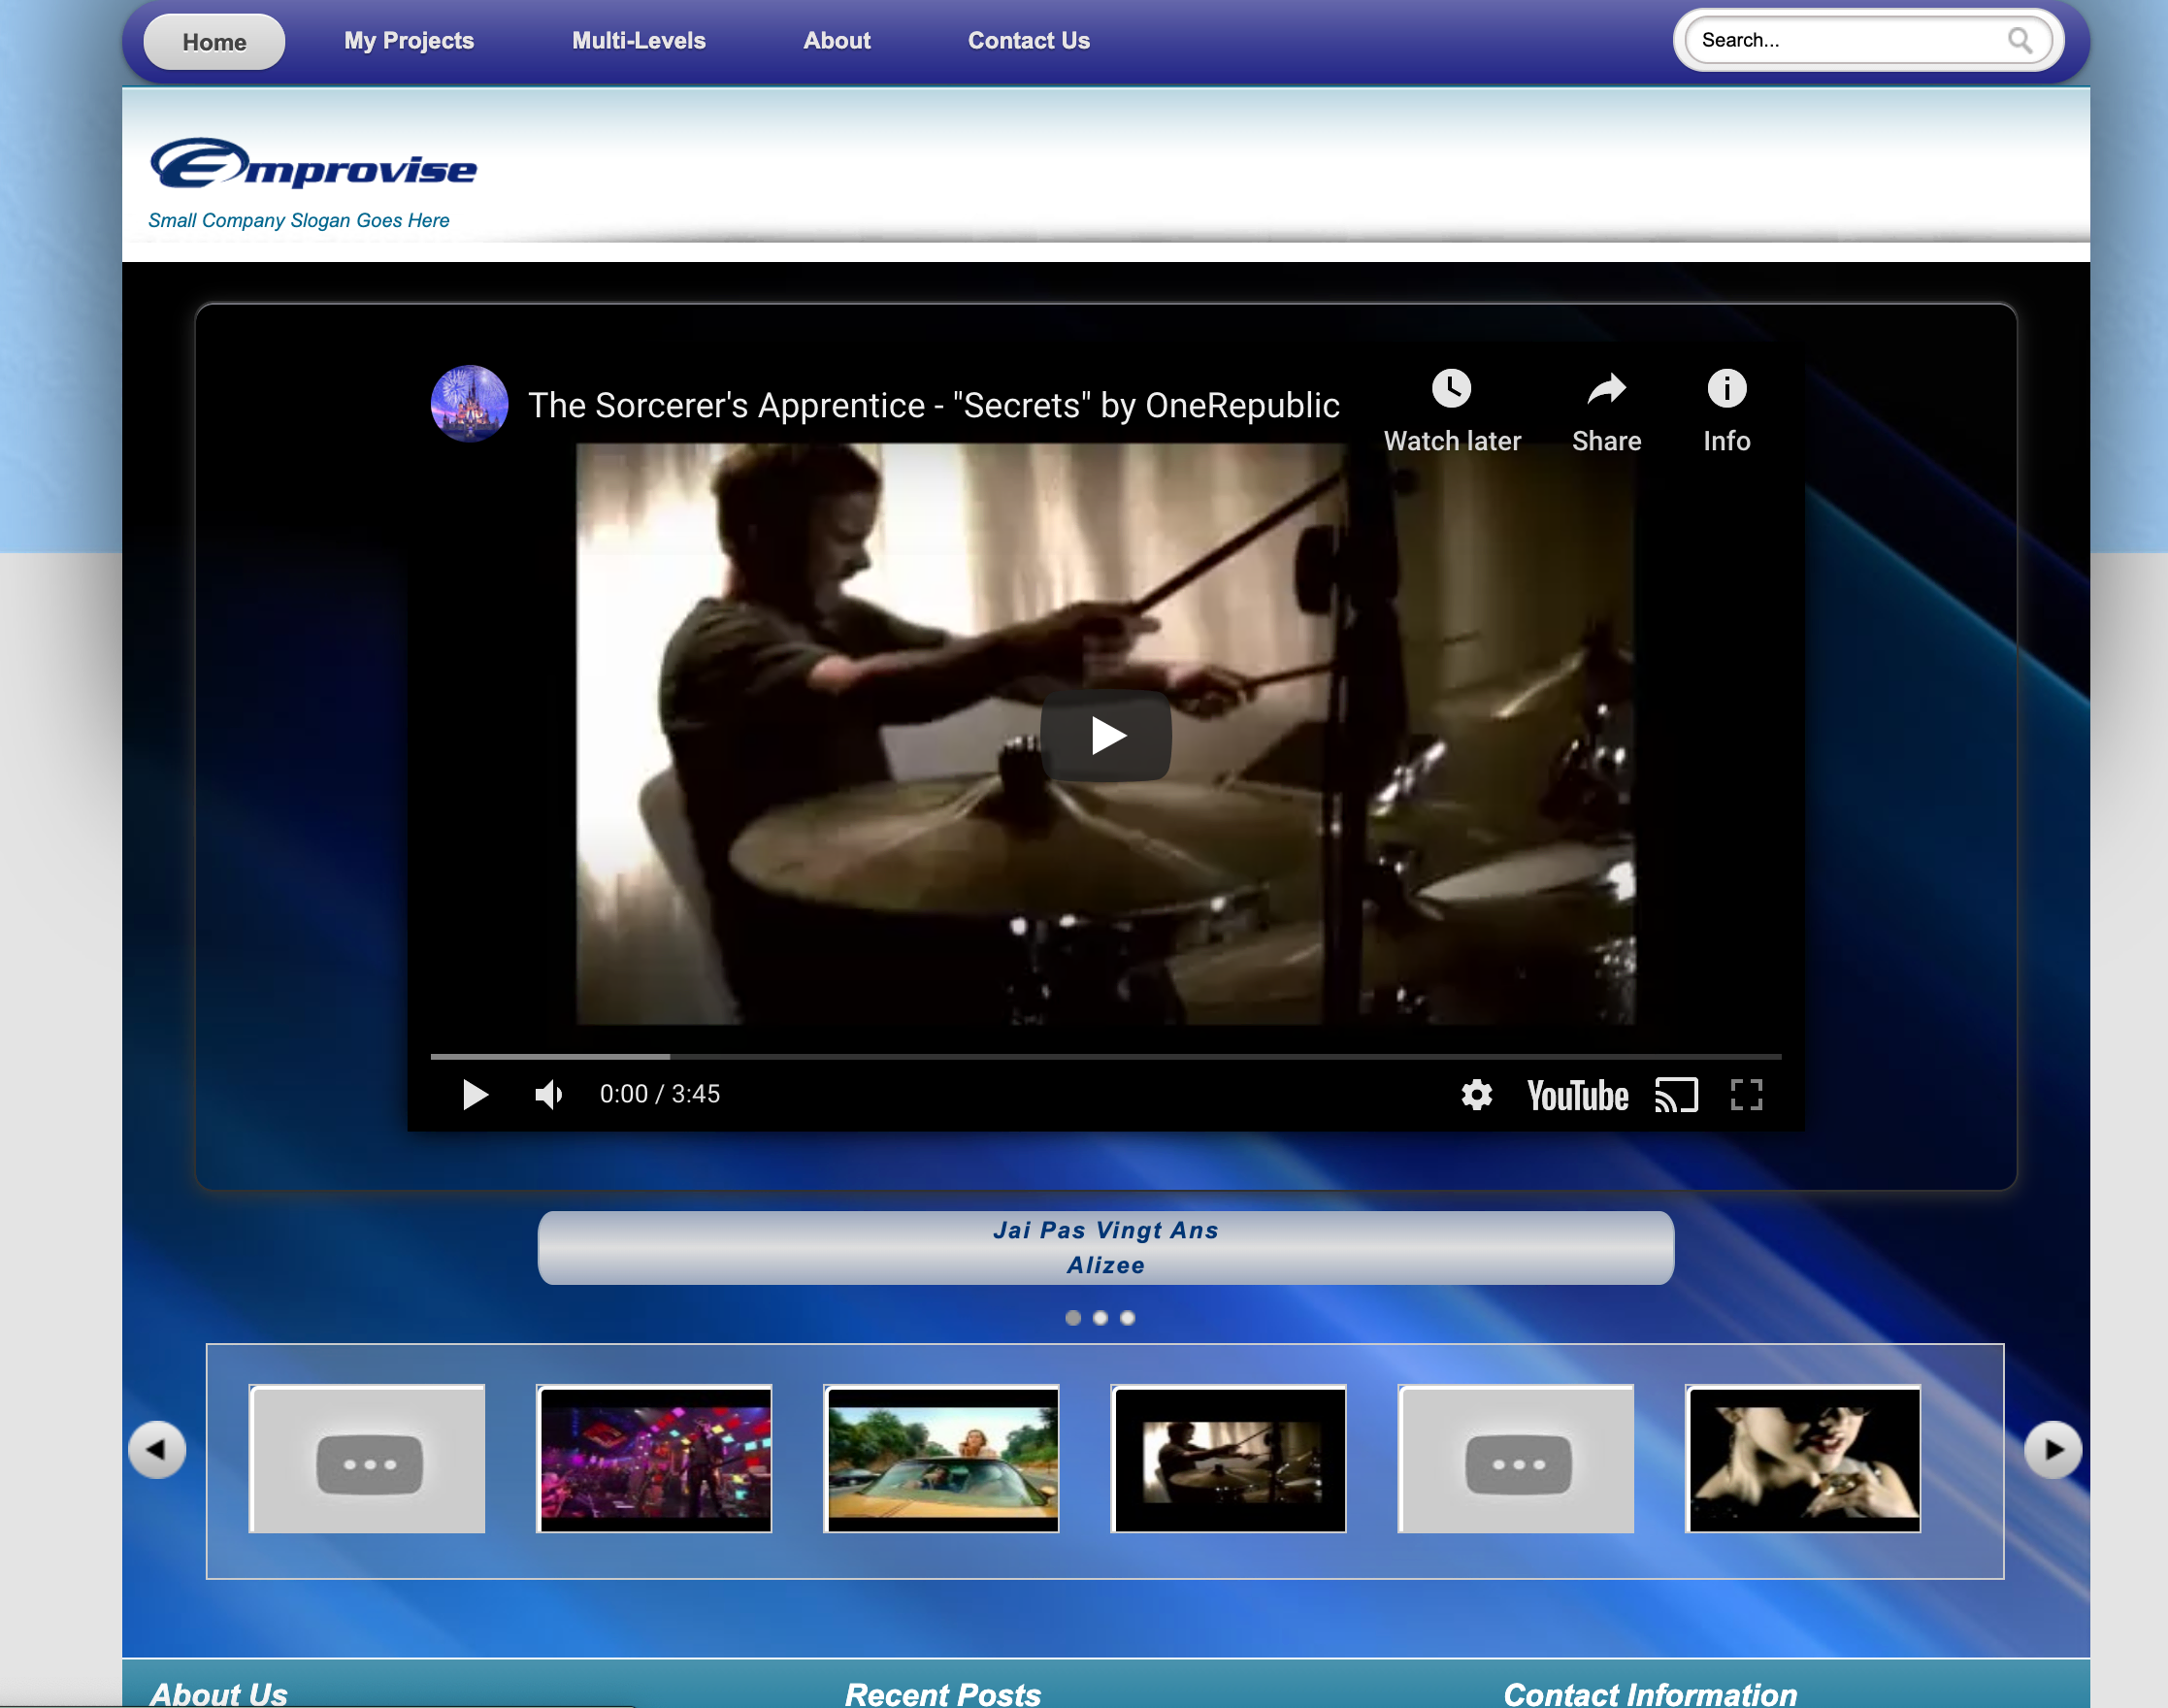 Home
My Projects
Multi-Levels
About
Contact Us
Search...
Emprovise
Small Company Slogan Goes Here
The Sorcerer's Apprentice - "Secrets" by OneRepublic
Watch later
Share
Info
0:00 / 3:45
YouTube
Jai Pas Vingt Ans
Alizee
About Us
Recent Posts
Contact Information